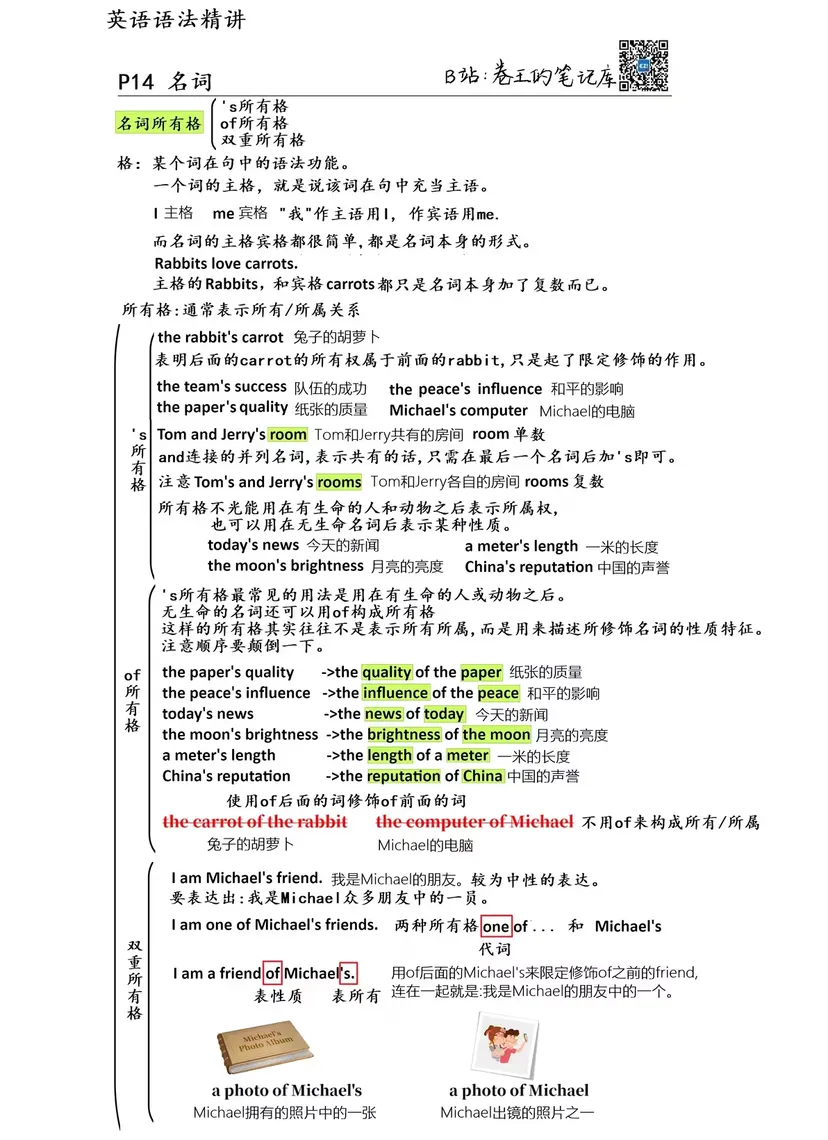 英语语法精讲
P14 名词
B站:卷王的笔记库
名词所有格
's所有格
of所有格
双重所有格
格: 某个词在句中的语法功能。
一个词的主格, 就是说该词在句中充当主语。
I 主格 me 宾格 "我"作主语用I, 作宾语用me.
而名词的主格宾格都很简单,都是名词本身的形式。
Rabbits love carrots.
主格的Rabbits, 和宾格carrots都只是名词本身加了复数而已。
所有格:通常表示所有/所属关系
's所有格
the rabbit's carrot 兔子的胡萝卜
表明后面的carrot的所有权属于前面的rabbit,只是起了限定修饰的作用。
the team's success 队伍的成功 the peace's influence 和平的影响
the paper's quality 纸张的质量 Michael's computer Michael的电脑
Tom and Jerry's room Tom和Jerry共有的房间 room 单数
and连接的并列名词,表示共有的话,只需在最后一个名词后加's即可。
注意 Tom's and Jerry's rooms Tom和Jerry各自的房间 rooms 复数
所有格不光能用在有生命的人和动物之后表示所属权,
也可以用在无生命名词后表示某种性质。
today's news 今天的新闻 a meter's length 一米的长度
the moon's brightness 月亮的亮度 China's reputation 中国的声誉
of所有格
's所有格最常见的用法是用在有生命的人或动物之后。
无生命的名词还可以用of构成所有格
这样的所有格其实往往不是表示所有所属,而是用来描述所修饰名词的性质特征。
注意顺序要颠倒一下。
the paper's quality ->the quality of the paper 纸张的质量
the peace's influence ->the influence of the peace 和平的影响
today's news ->the news of today 今天的新闻
the moon's brightness ->the brightness of the moon 月亮的亮度
a meter's length ->the length of a meter 一米的长度
China's reputation ->the reputation of China 中国的声誉
使用of后面的词修饰of前面的词
the carrot of the rabbit the computer of Michael 不用of来构成所有/所属
兔子的胡萝卜 Michael的电脑
双重所有格
I am Michael's friend. 我是Michael的朋友。较为中性的表达。
要表达出:我是Michael众多朋友中的一员。
I am one of Michael's friends. 两种所有格 one of ... 和 Michael's
代词
I am a friend of Michael's. 用of后面的Michael's来限定修饰of之前的friend,
表性质 表所有 连在一起就是:我是Michael的朋友中的一个。
Michael's
Photo Album
a photo of Michael's a photo of Michael
Michael拥有的照片中的一张 Michael出镜的照片之一